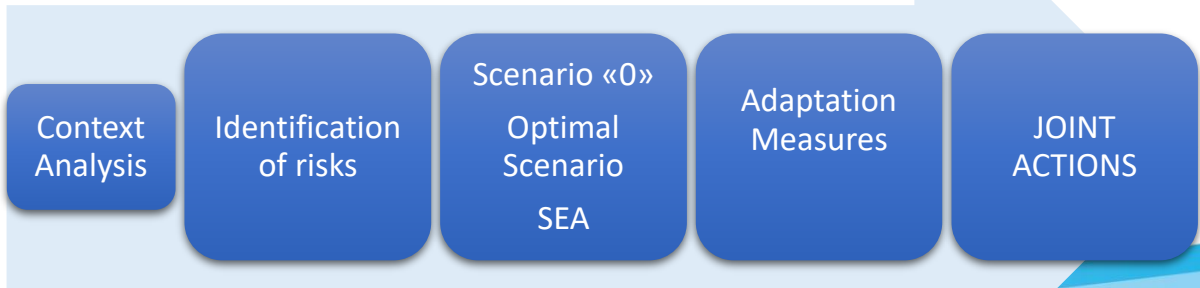 Context
Analysis
Identification
of risks
Scenario «0»
Optimal
Scenario
SEA
Adaptation
Measures
JOINT
ACTIONS